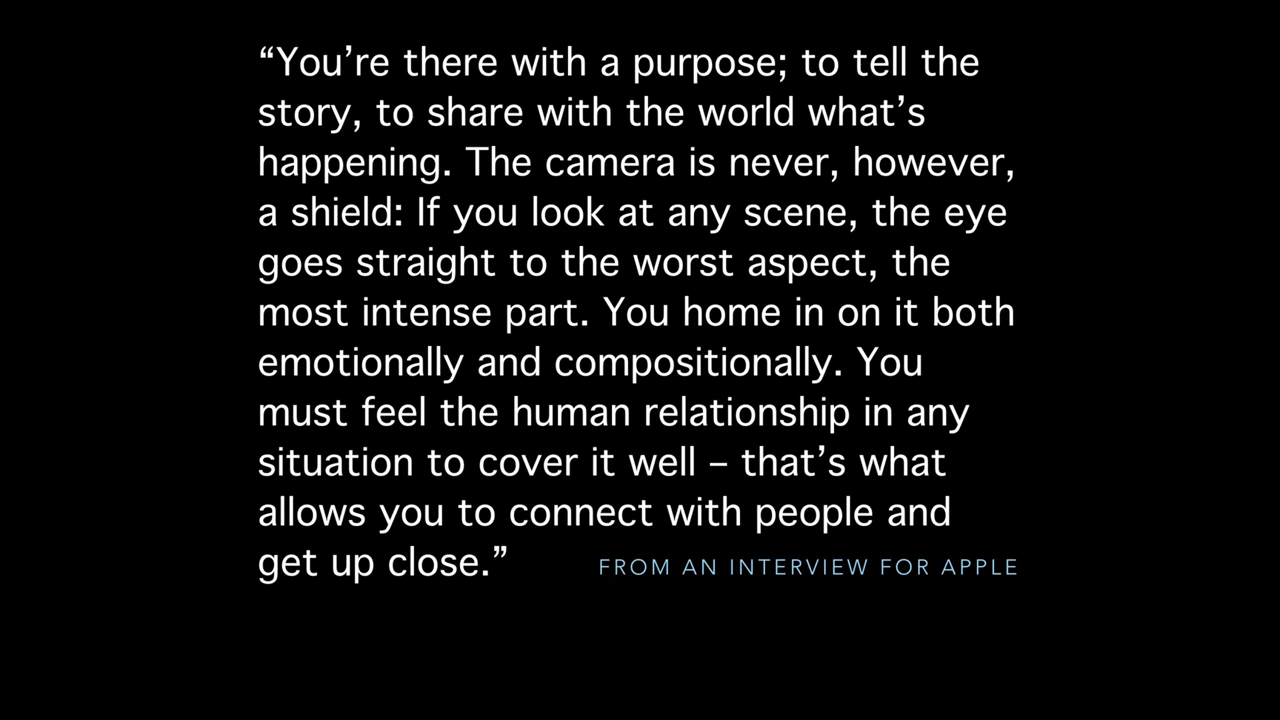 “You’re there with a purpose; to tell the
story, to share with the world what’s
happening. The camera is never, however,
a shield: If you look at any scene, the eye
goes straight to the worst aspect, the
most intense part. You home in on it both
emotionally and compositionally. You
must feel the human relationship in any
situation to cover it well – that’s what
allows you to connect with people and
get up close.” FROM AN INTERVIEW FOR APPLE